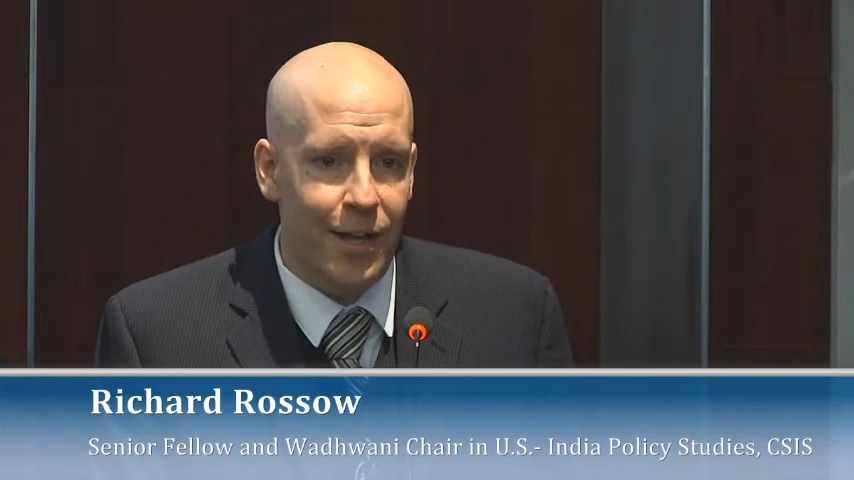 Richard Rossow
Senior Fellow and Wadhwani Chair in U.S.- India Policy Studies, CSIS